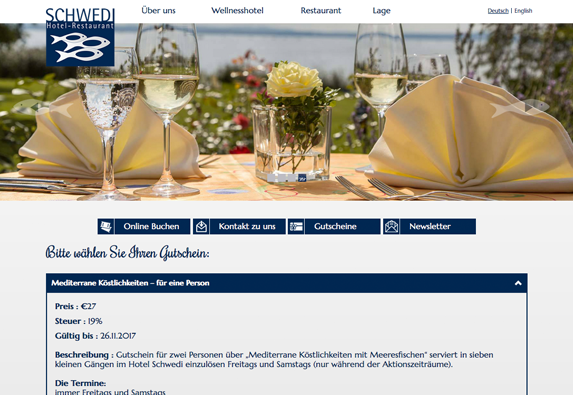 SCHWEDI
Hotel-Restaurant
Über uns
Wellnesshotel
Restaurant
Lage
Deutsch | English
Online Buchen
Kontakt zu uns
Gutscheine
Newsletter
Bitte wählen Sie Ihren Gutschein:
Mediterrane Köstlichkeiten – für eine Person
Preis : €27
Steuer : 19%
Gültig bis : 26.11.2017
Beschreibung : Gutschein für zwei Personen über „Mediterrane Köstlichkeiten mit Meeresfischen“ serviert in sieben
kleinen Gängen im Hotel Schwedi einzulösen Freitags und Samstags (nur während der Aktionszeiträume).
Die Termine:
immer Freitags und Samstags